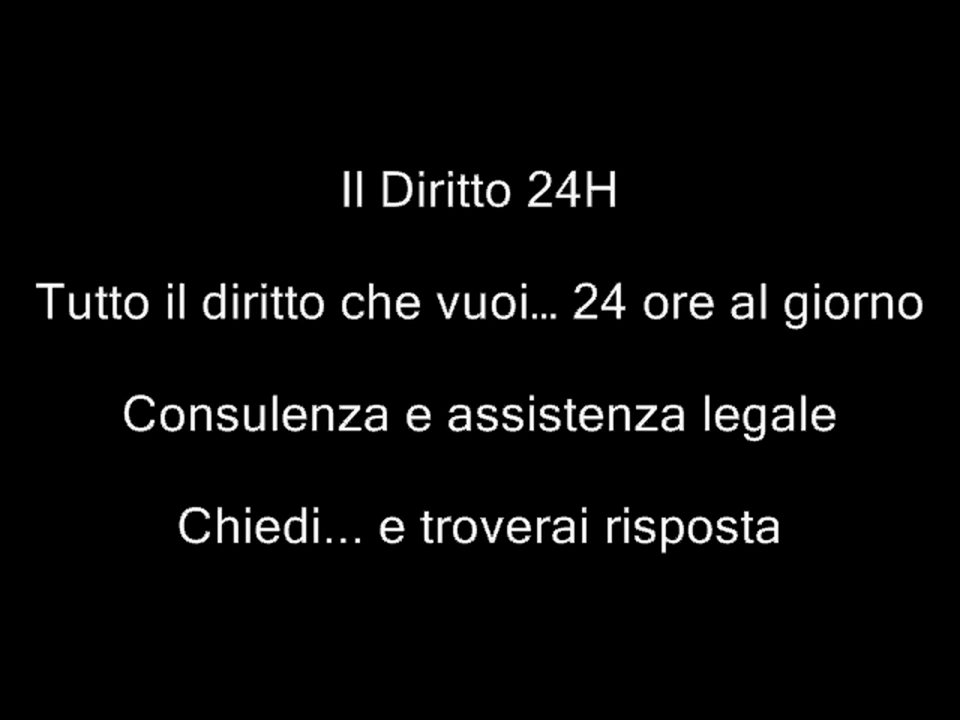 Il Diritto 24H
Tutto il diritto che vuoi... 24 ore al giorno
Consulenza e assistenza legale
Chiedi... e troverai risposta